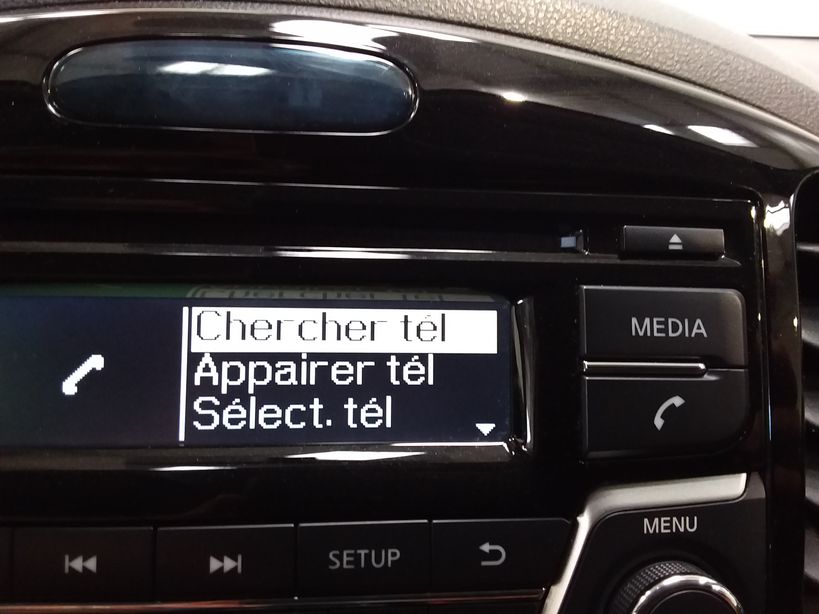 Chercher tél
Appairer tél
Sélect. tél
MEDIA
SETUP
MENU